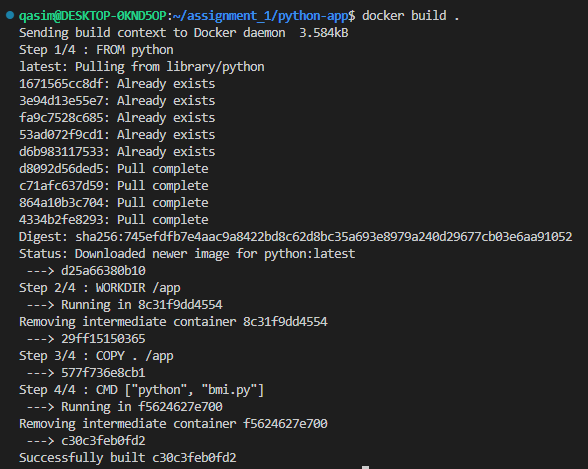 qasim@DESKTOP-0KND5OP:~/assignment_1/python-app$ docker build .
Sending build context to Docker daemon  3.584kB
Step 1/4 : FROM python
latest: Pulling from library/python
1671565cc8df: Already exists
3e94d13e55e7: Already exists
fa9c7528c685: Already exists
53ad072f9cd1: Already exists
d6b983117533: Already exists
d8092d56ded5: Pull complete
c71afc637d59: Pull complete
864a10b3c704: Pull complete
4334b2fe8293: Pull complete
Digest: sha256:745efdfb7e4aac9a8422bd8c62d8bc35a693e8979a240d29677cb03e6aa91052
Status: Downloaded newer image for python:latest
 ---> d25a66380b10
Step 2/4 : WORKDIR /app
 ---> Running in 8c31f9dd4554
Removing intermediate container 8c31f9dd4554
 ---> 29ff15150365
Step 3/4 : COPY . /app
 ---> 577f736e8cb1
Step 4/4 : CMD ["python", "bmi.py"]
 ---> Running in f5624627e700
Removing intermediate container f5624627e700
 ---> c30c3feb0fd2
Successfully built c30c3feb0fd2